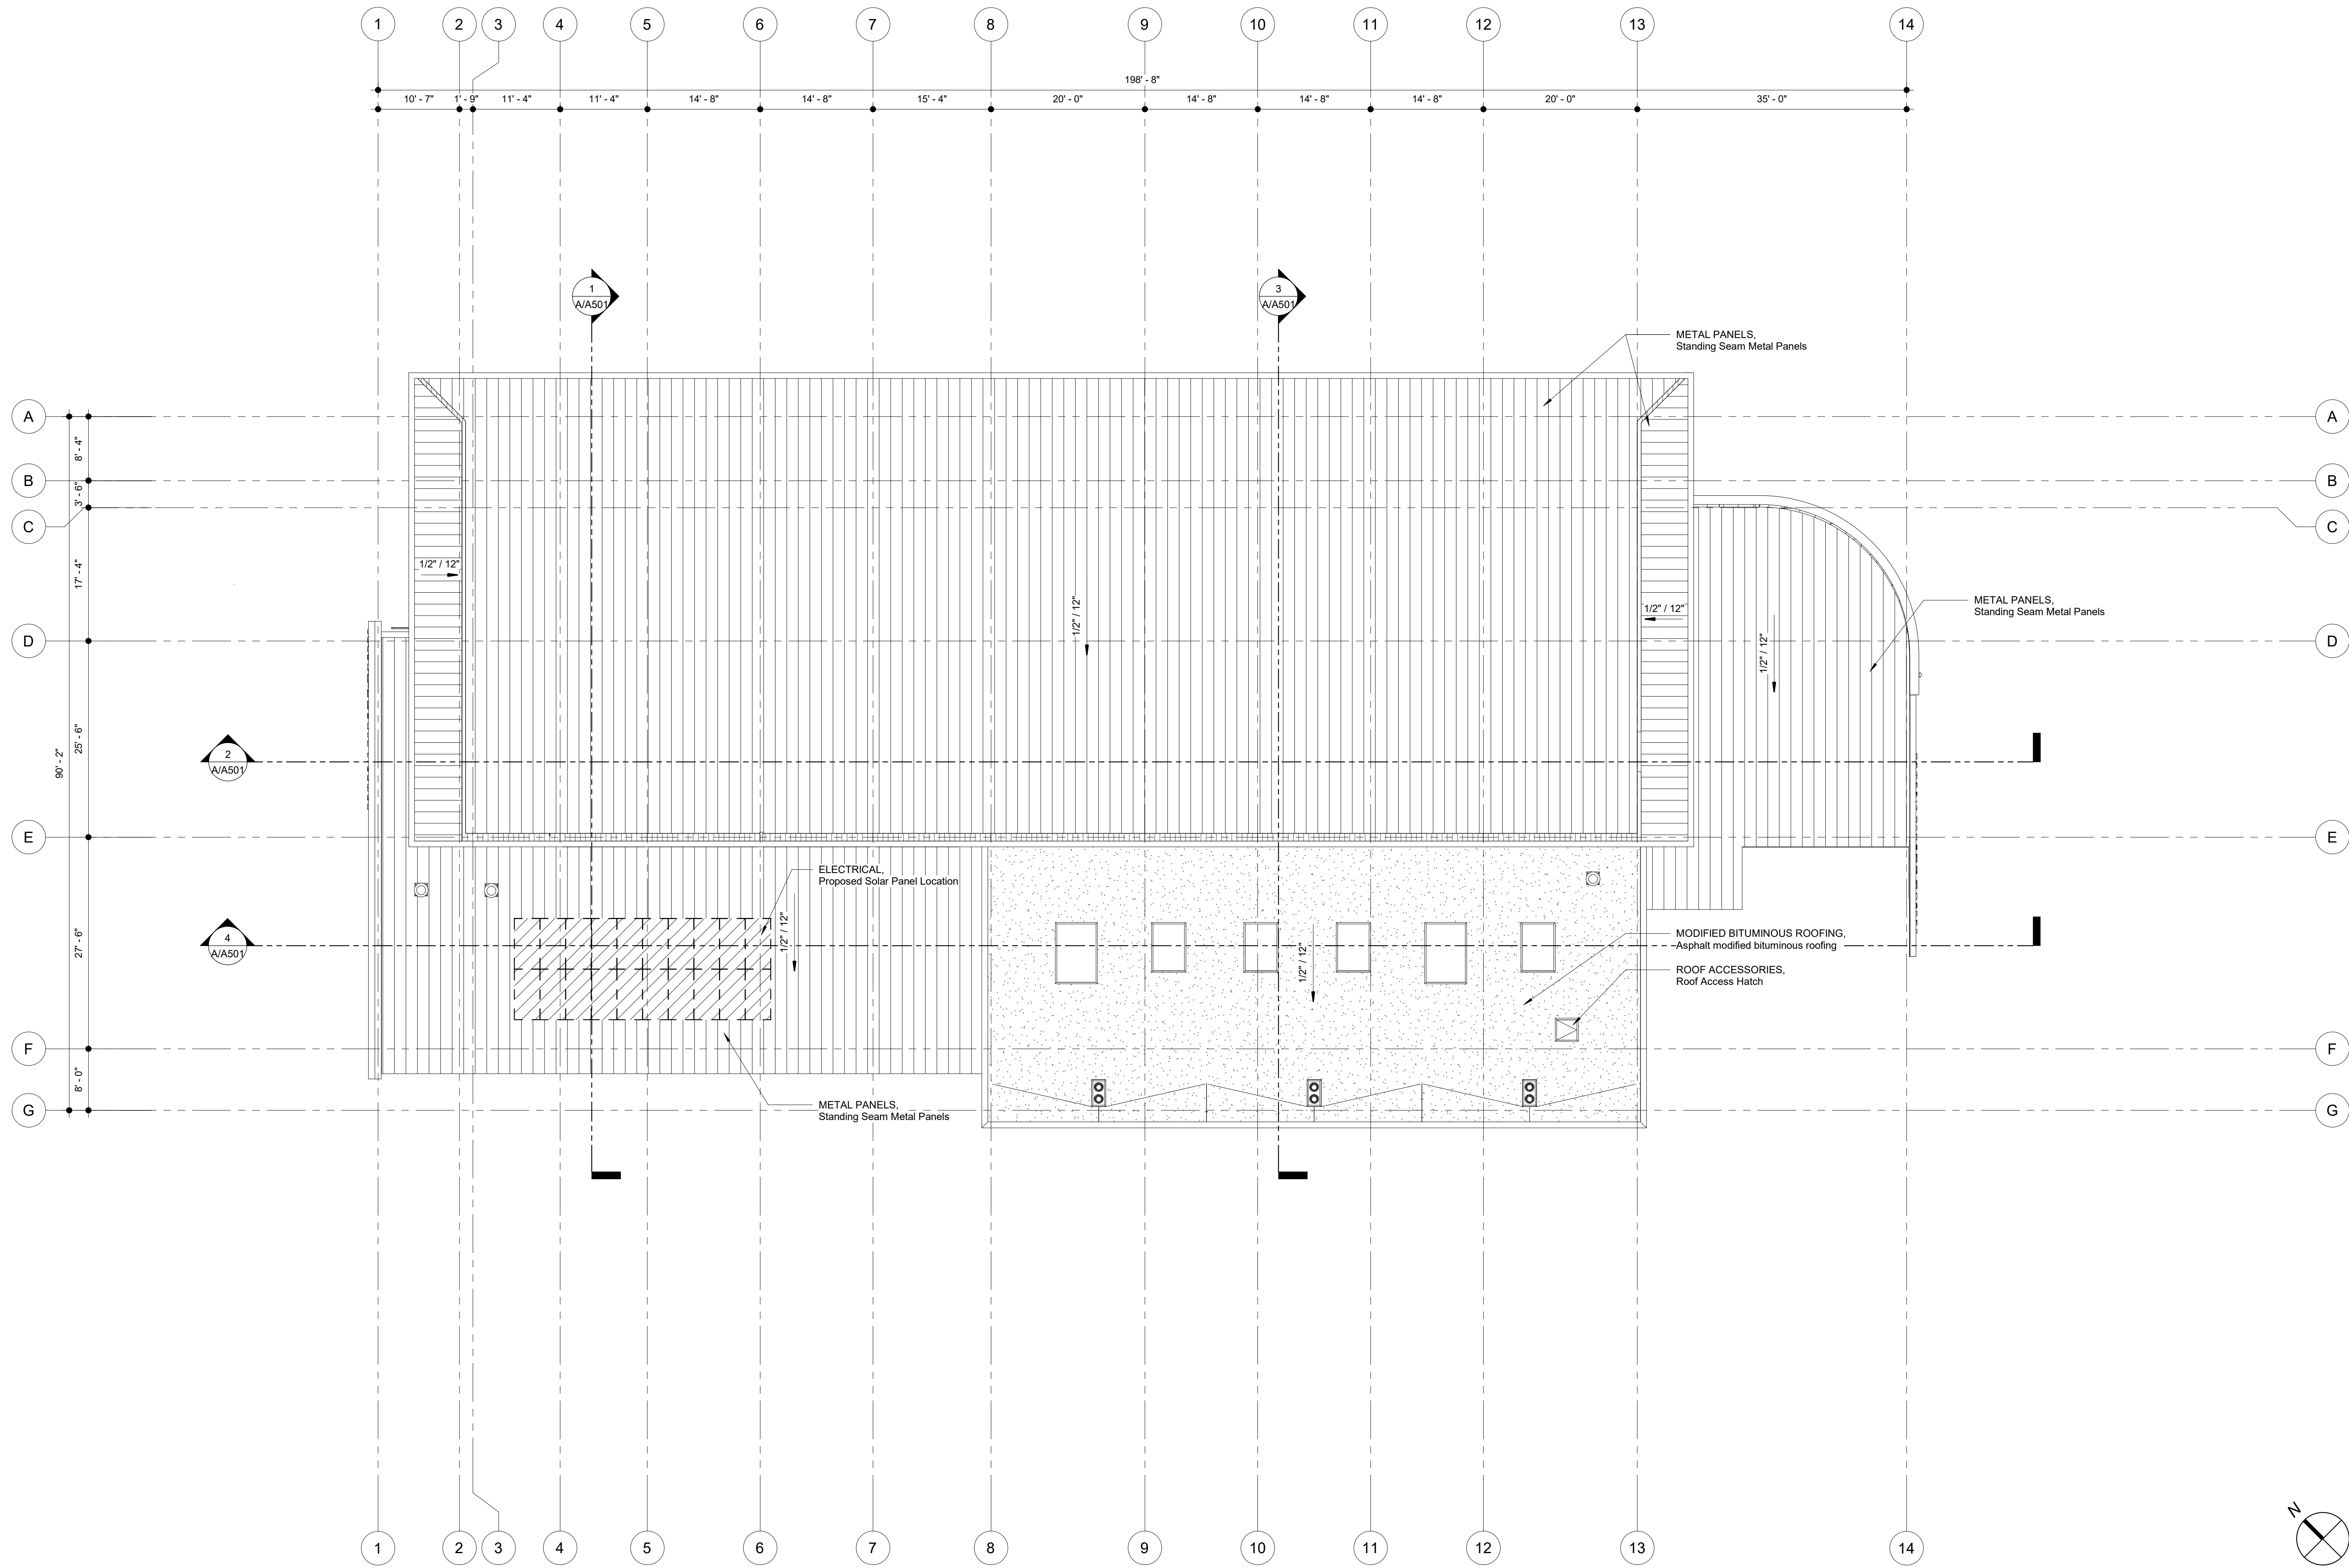 1 2 3 4 5 6 7 8 9 10 11 12 13 14
198' - 8"
10' - 7" 1' - 9" 11' - 4" 11' - 4" 14' - 8" 14' - 8" 15' - 4" 20' - 0" 14' - 8" 14' - 8" 14' - 8" 20' - 0" 35' - 0"
1
A/A501
3
A/A501
METAL PANELS,
Standing Seam Metal Panels
A
A
8' - 4"
B
B
3' - 6"
C
C
17' - 4"
1/2" / 12"
1/2" / 12"
1/2" / 12"
1/2" / 12"
METAL PANELS,
Standing Seam Metal Panels
D
D
25' - 6"
90' - 2"
2
A/A501
E
E
ELECTRICAL,
Proposed Solar Panel Location
1/2" / 12"
27' - 6"
4
A/A501
1/2" / 12"
MODIFIED BITUMINOUS ROOFING,
Asphalt modified bituminous roofing
ROOF ACCESSORIES,
Roof Access Hatch
F
F
8' - 0"
METAL PANELS,
Standing Seam Metal Panels
G
G
N
1 2 3 4 5 6 7 8 9 10 11 12 13 14